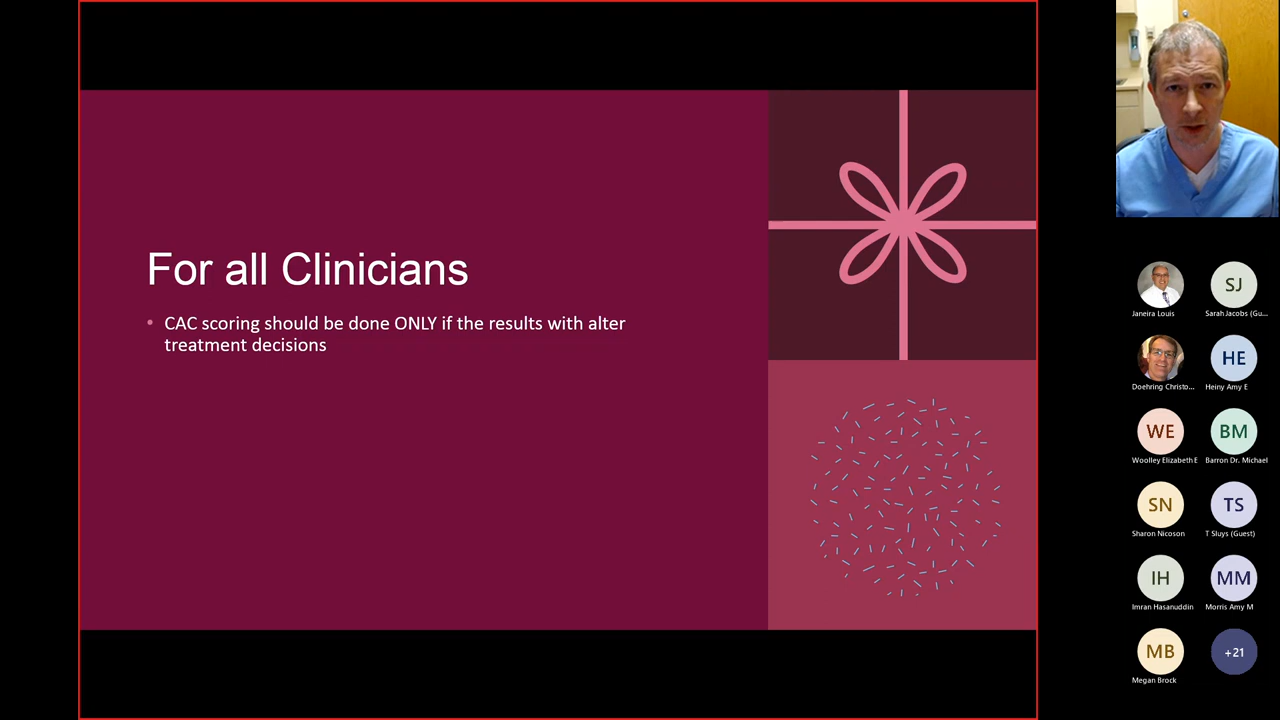 For all Clinicians
• CAC scoring should be done ONLY if the results with alter
treatment decisions
Janeira Louis
SJ
Sarah Jacobs (Gu...
Doehring Christo...
HE
Heiny Amy E
WE
Woolley Elizabeth E
BM
Barron Dr. Michael
SN
Sharon Nicoson
TS
T Sluys (Guest)
IH
Imran Hasanuddin
MM
Morris Amy M
MB
Megan Brock
+21